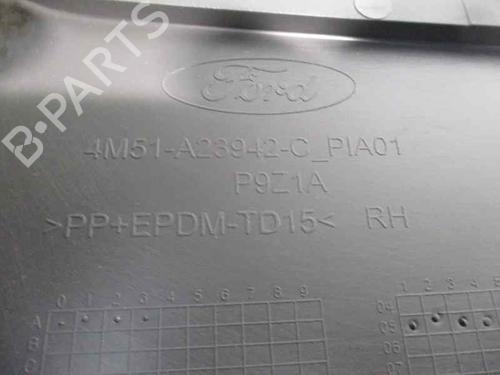 B-PARTS
Ford
4M51-A23942-C_PIA01
P9Z1A
>PP+EPDM-TD15< RH
0 1 2 3 4 5 6 7 8 9
A
B
1 2 3 4 5
04
05
06
07